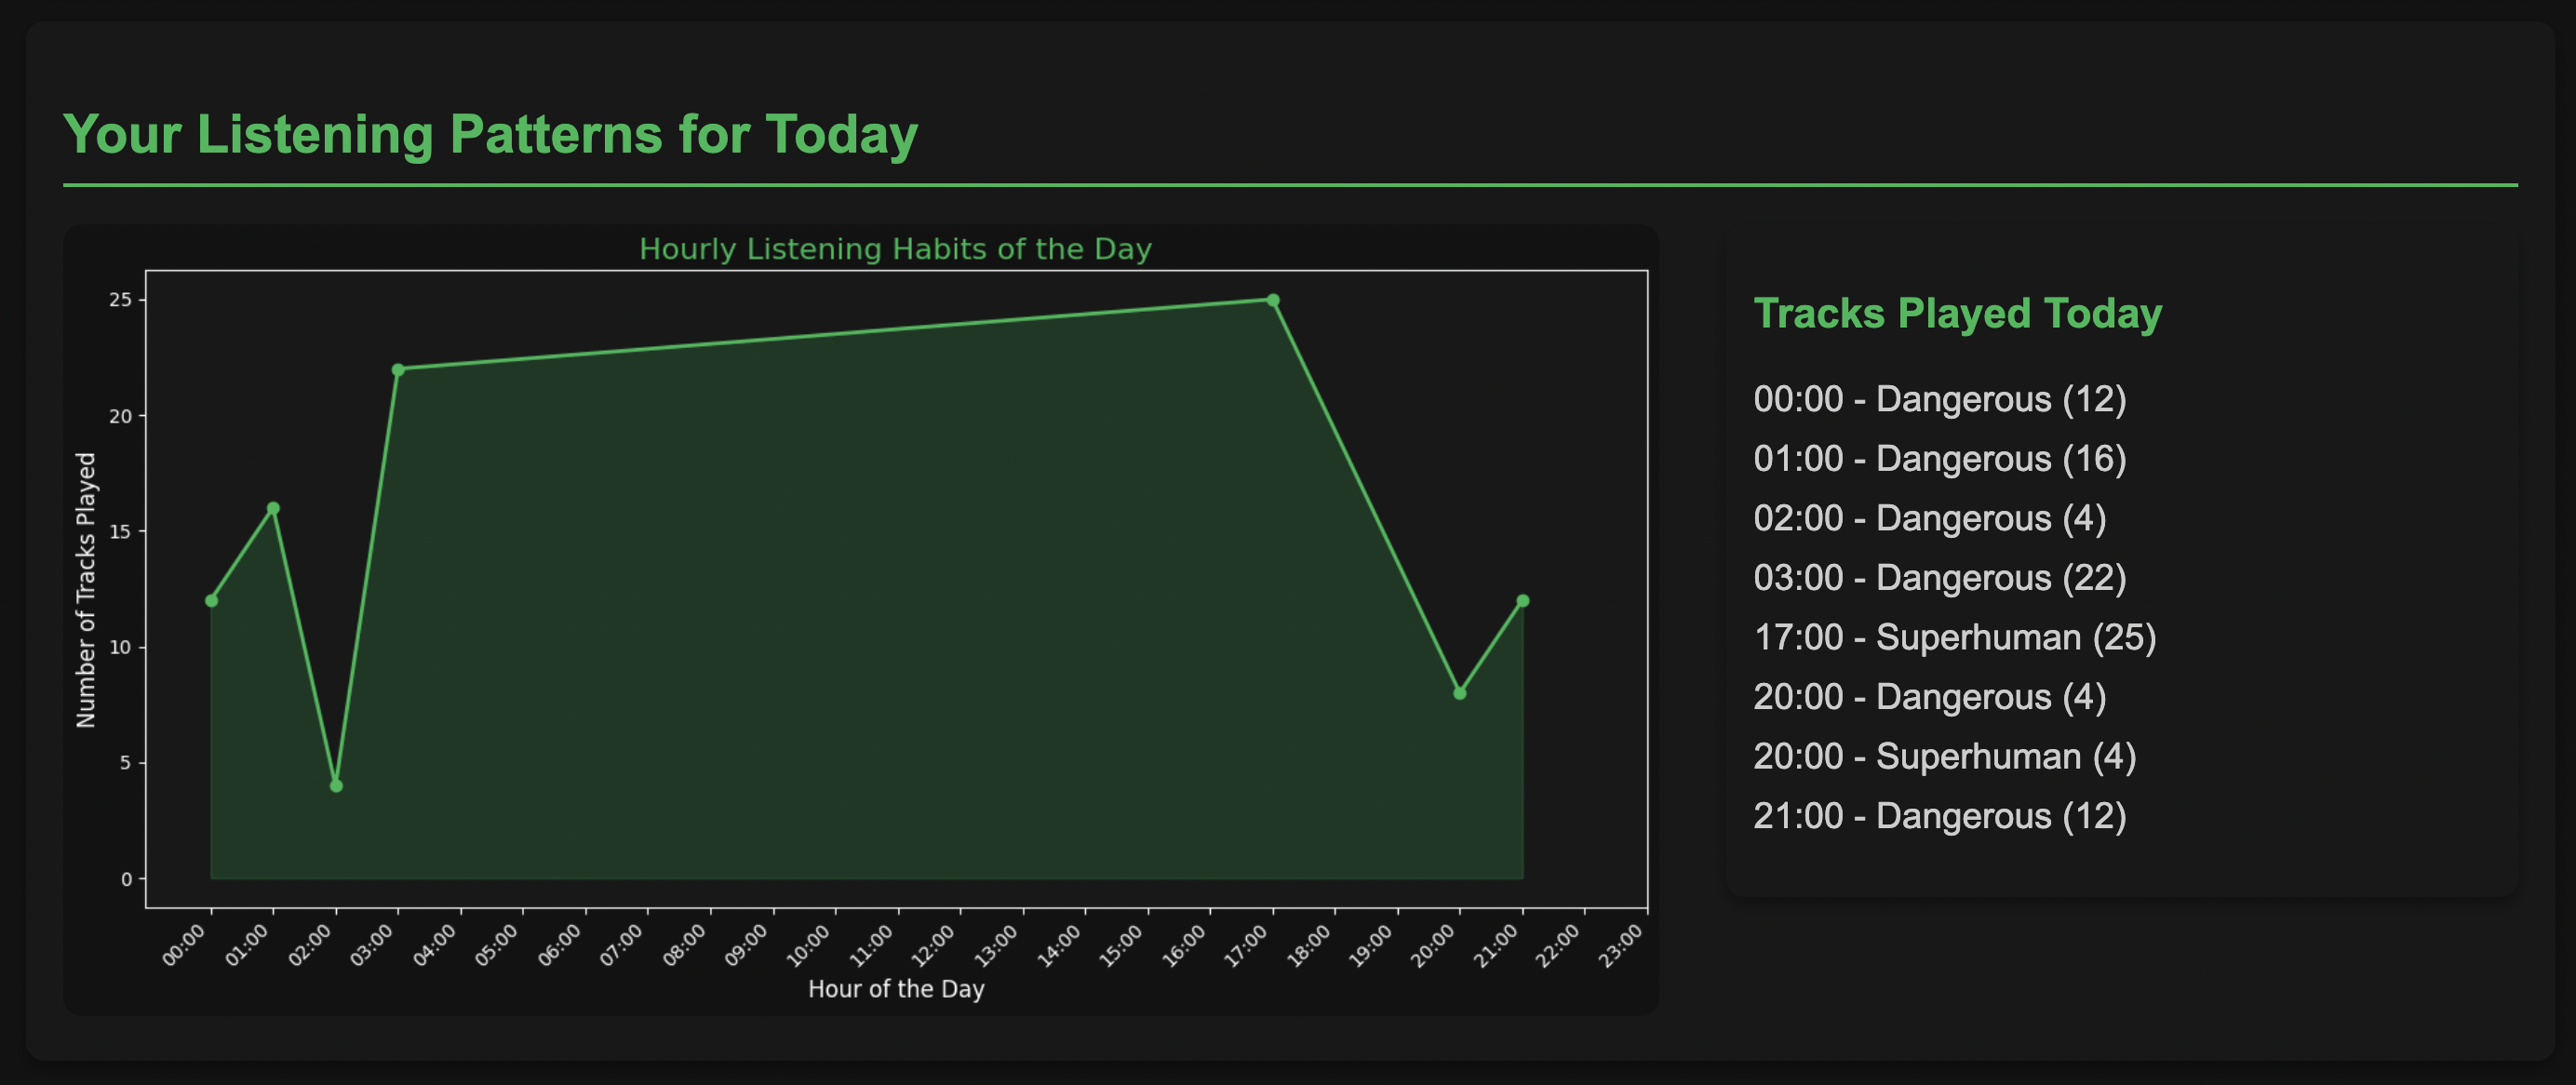 Your Listening Patterns for Today
Hourly Listening Habits of the Day
25
20
15
10
5
0
Number of Tracks Played
00:00
01:00
02:00
03:00
04:00
05:00
06:00
07:00
08:00
09:00
10:00
11:00
12:00
13:00
14:00
15:00
16:00
17:00
18:00
19:00
20:00
21:00
22:00
23:00
Hour of the Day
Tracks Played Today
00:00 - Dangerous (12)
01:00 - Dangerous (16)
02:00 - Dangerous (4)
03:00 - Dangerous (22)
17:00 - Superhuman (25)
20:00 - Dangerous (4)
20:00 - Superhuman (4)
21:00 - Dangerous (12)